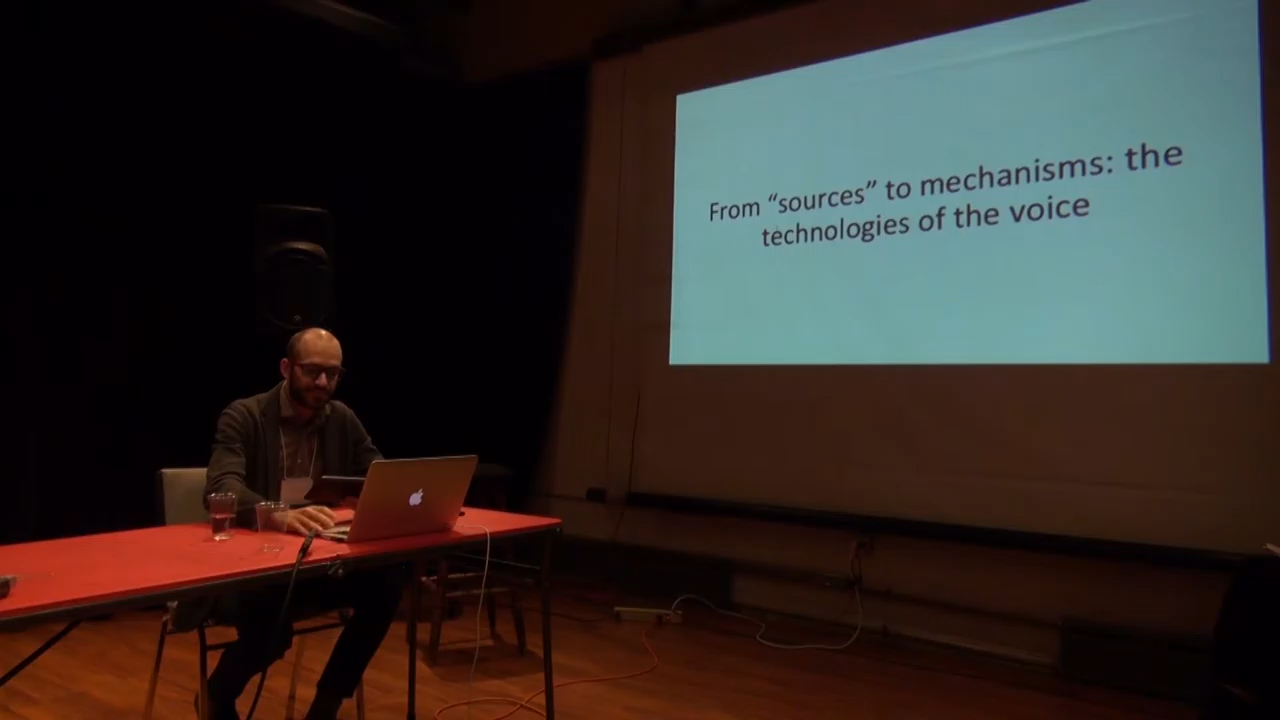 From “sources” to mechanisms: the
technologies of the voice